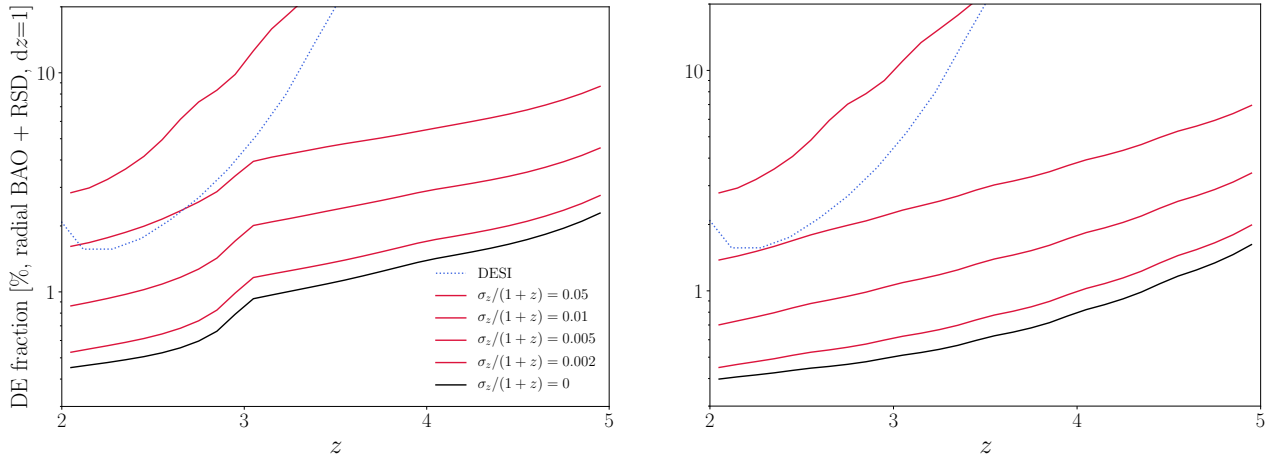 DE fraction [%, radial BAO + RSD, dz=1]
10
1
DESI
σz/(1 + z) = 0.05
σz/(1 + z) = 0.01
σz/(1 + z) = 0.005
σz/(1 + z) = 0.002
σz/(1 + z) = 0
2 3 4 5
z
10
1
2 3 4 5
z